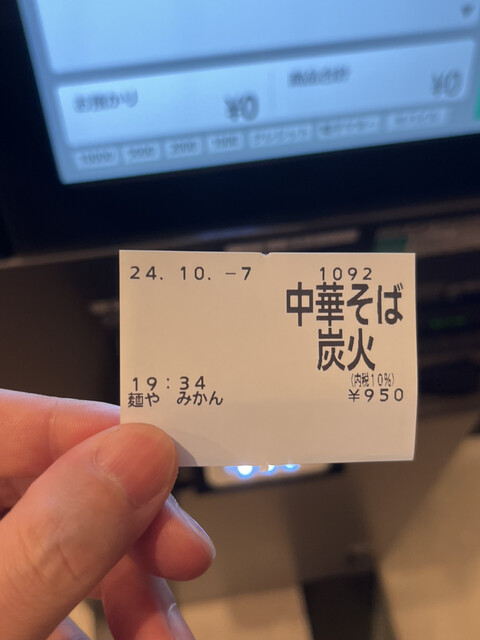 お預かり
¥0
¥0
24. 10. -7 1092
中華そば
炭火
(内税10%)
19:34 ¥950
麺や みかん